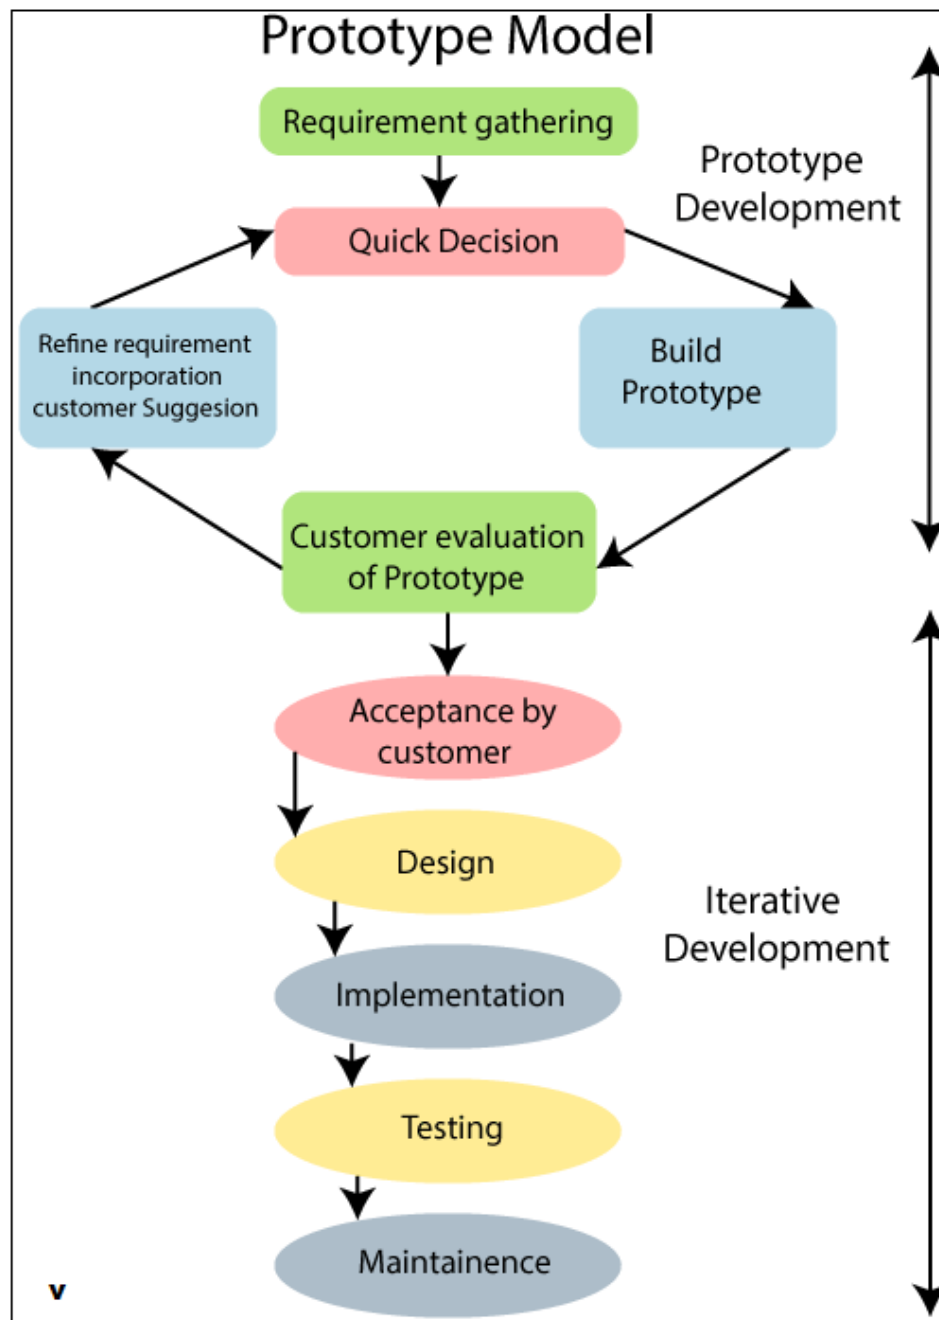 Prototype Model
Requirement gathering
Prototype
Development
Quick Decision
Refine requirement
incorporation
customer Suggesion
Build
Prototype
Customer evaluation
of Prototype
Acceptance by
customer
Design
Iterative
Development
Implementation
Testing
Maintainence
v